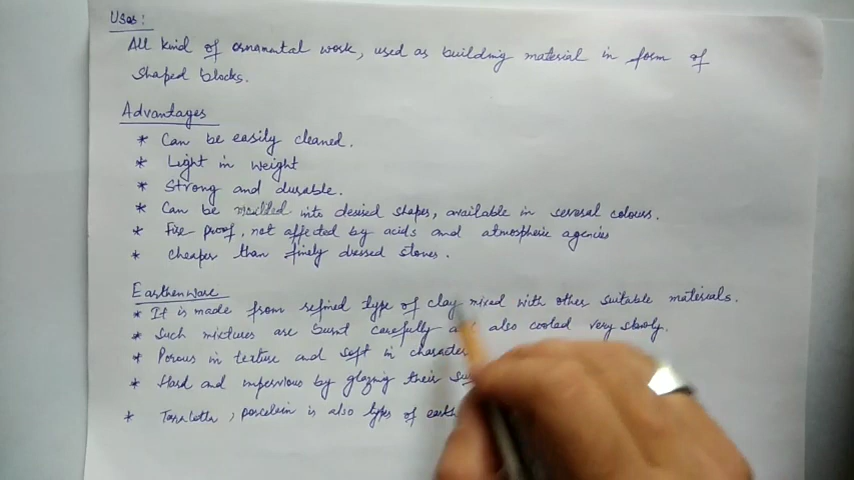 Uses:
All kind of ornamental work, used as building material in form of
shaped blocks.
Advantages
* Can be easily cleaned.
* Light in weight
* Strong and durable.
* Can be moulded into desired shapes, available in several colours.
* Fire proof, not affected by acids and atmospheric agencies
* Cheaper than finely dressed stones.
Earthenware
* It is made from refined type of clay mixed with other suitable materials.
* Such mixtures are burnt carefully and also cooled very slowly.
* Porous in texture and soft in character
* Hard and impervious by glazing their
* Terracotta, porcelain is also types of earth